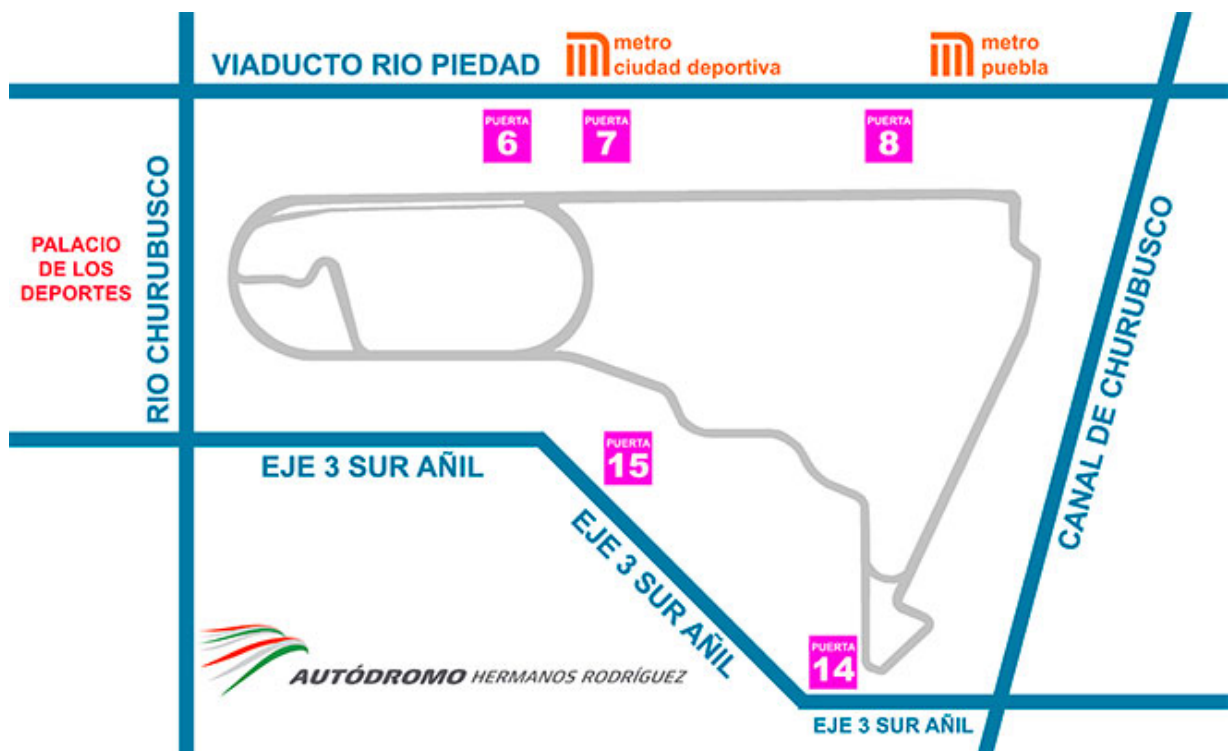 VIADUCTO RIO PIEDAD
metro
ciudad deportiva
metro
puebla
PUERTA
6
PUERTA
7
PUERTA
8
PALACIO
DE LOS
DEPORTES
RIO CHURUBUSCO
CANAL DE CHURUBUSCO
EJE 3 SUR AÑIL
PUERTA
15
EJE 3 SUR AÑIL
PUERTA
14
AUTÓDROMO HERMANOS RODRÍGUEZ
EJE 3 SUR AÑIL